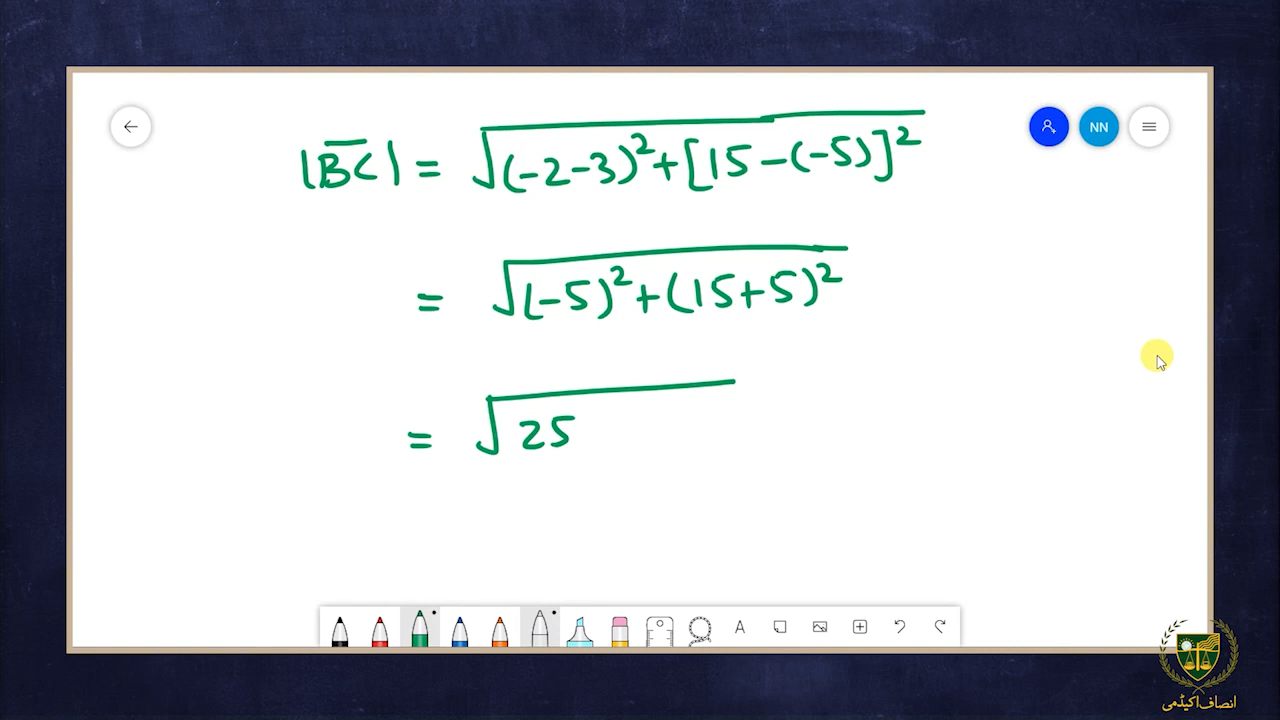 |BC| = √(-2-3)²+[15-(-5)]²
NN
= √(-5)²+(15+5)²
= √25
A
انصاف اکیڈمی